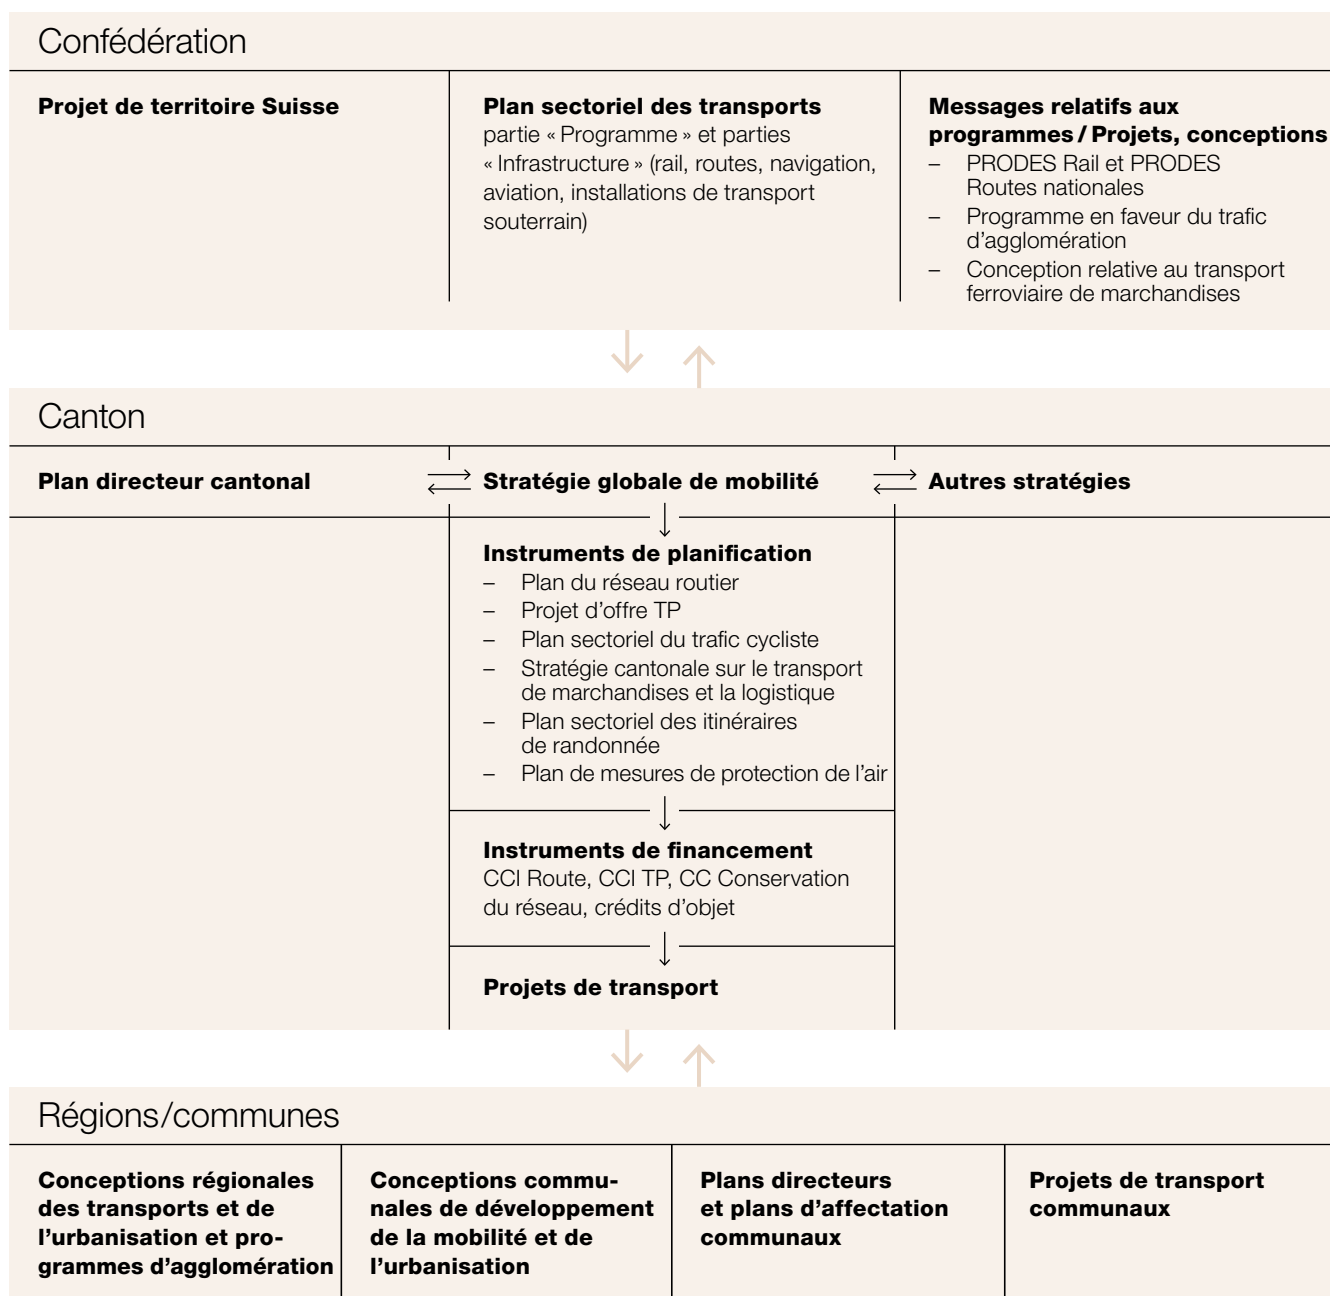 Confédération
Projet de territoire Suisse
Plan sectoriel des transports
partie « Programme » et parties
« Infrastructure » (rail, routes, navigation,
aviation, installations de transport
souterrain)
Messages relatifs aux
programmes / Projets, conceptions
– PRODES Rail et PRODES
Routes nationales
– Programme en faveur du trafic
d'agglomération
– Conception relative au transport
ferroviaire de marchandises
Canton
Plan directeur cantonal
Stratégie globale de mobilité
Autres stratégies
Instruments de planification
– Plan du réseau routier
– Projet d'offre TP
– Plan sectoriel du trafic cycliste
– Stratégie cantonale sur le transport
de marchandises et la logistique
– Plan sectoriel des itinéraires
de randonnée
– Plan de mesures de protection de l'air
Instruments de financement
CCI Route, CCI TP, CC Conservation
du réseau, crédits d'objet
Projets de transport
Régions/communes
Conceptions régionales
des transports et de
l'urbanisation et pro-
grammes d'agglomération
Conceptions commu-
nales de développement
de la mobilité et de
l'urbanisation
Plans directeurs
et plans d'affectation
communaux
Projets de transport
communaux